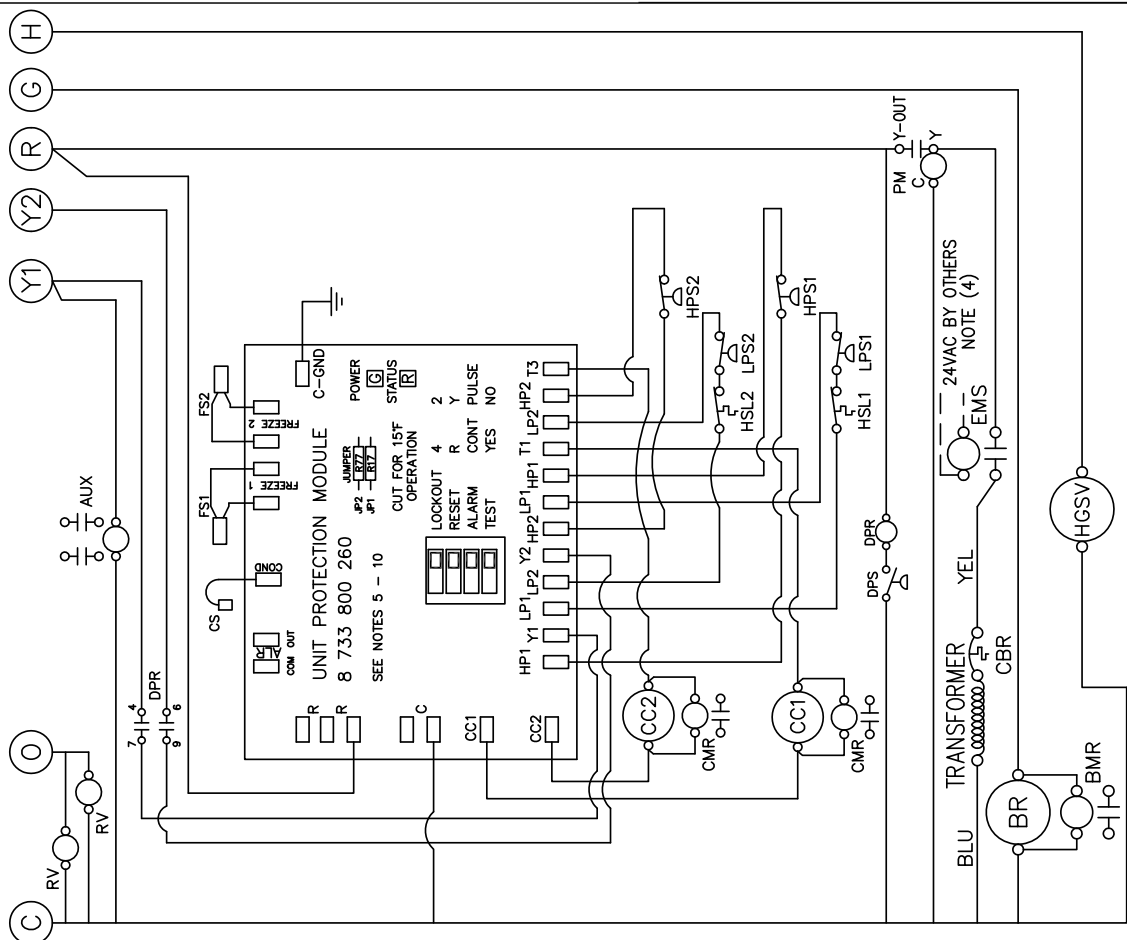 C
O
Y1
Y2
R
G
H
RV
RV
AUX
7
4
DPR
9
6
CS
FS1
FS2
COM OUT
ALR
COND
FREEZE 1
FREEZE 2
C-GND
R
R
C
CC1
CC2
UNIT PROTECTION MODULE
8 733 800 260
SEE NOTES 5 - 10
JUMPER
JP2 R77
JP1 R17
CUT FOR 15°F
OPERATION
POWER
G
STATUS
R
LOCKOUT 4 2
RESET R Y
ALARM CONT PULSE
TEST YES NO
HP1
Y1
LP1
LP2
Y2
HP2
LP1
HP1
T1
LP2
HP2
T3
CC2
CMR
HPS2
HSL2
LPS2
CC1
CMR
HPS1
HSL1
LPS1
DPS
DPR
PM
Y-OUT
C
Y
24VAC BY OTHERS
NOTE (4)
EMS
BLU
TRANSFORMER
CBR
YEL
BR
BMR
HGSV